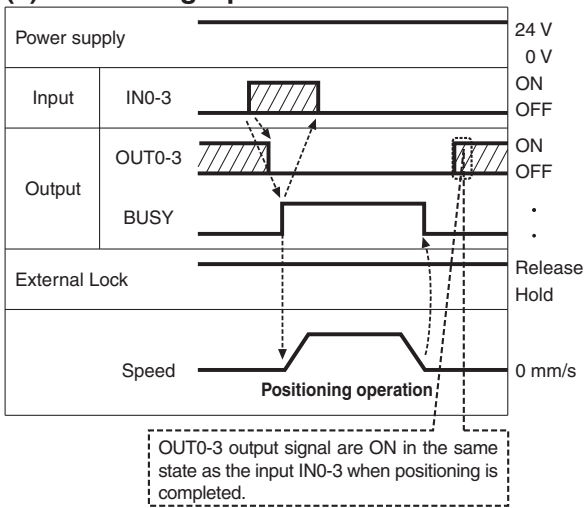 Power supply
24 V
0 V
Input
IN0-3
ON
OFF
Output
OUT0-3
ON
OFF
BUSY
External Lock
Release
Hold
Speed
0 mm/s
Positioning operation
OUT0-3 output signal are ON in the same
state as the input IN0-3 when positioning is
completed.